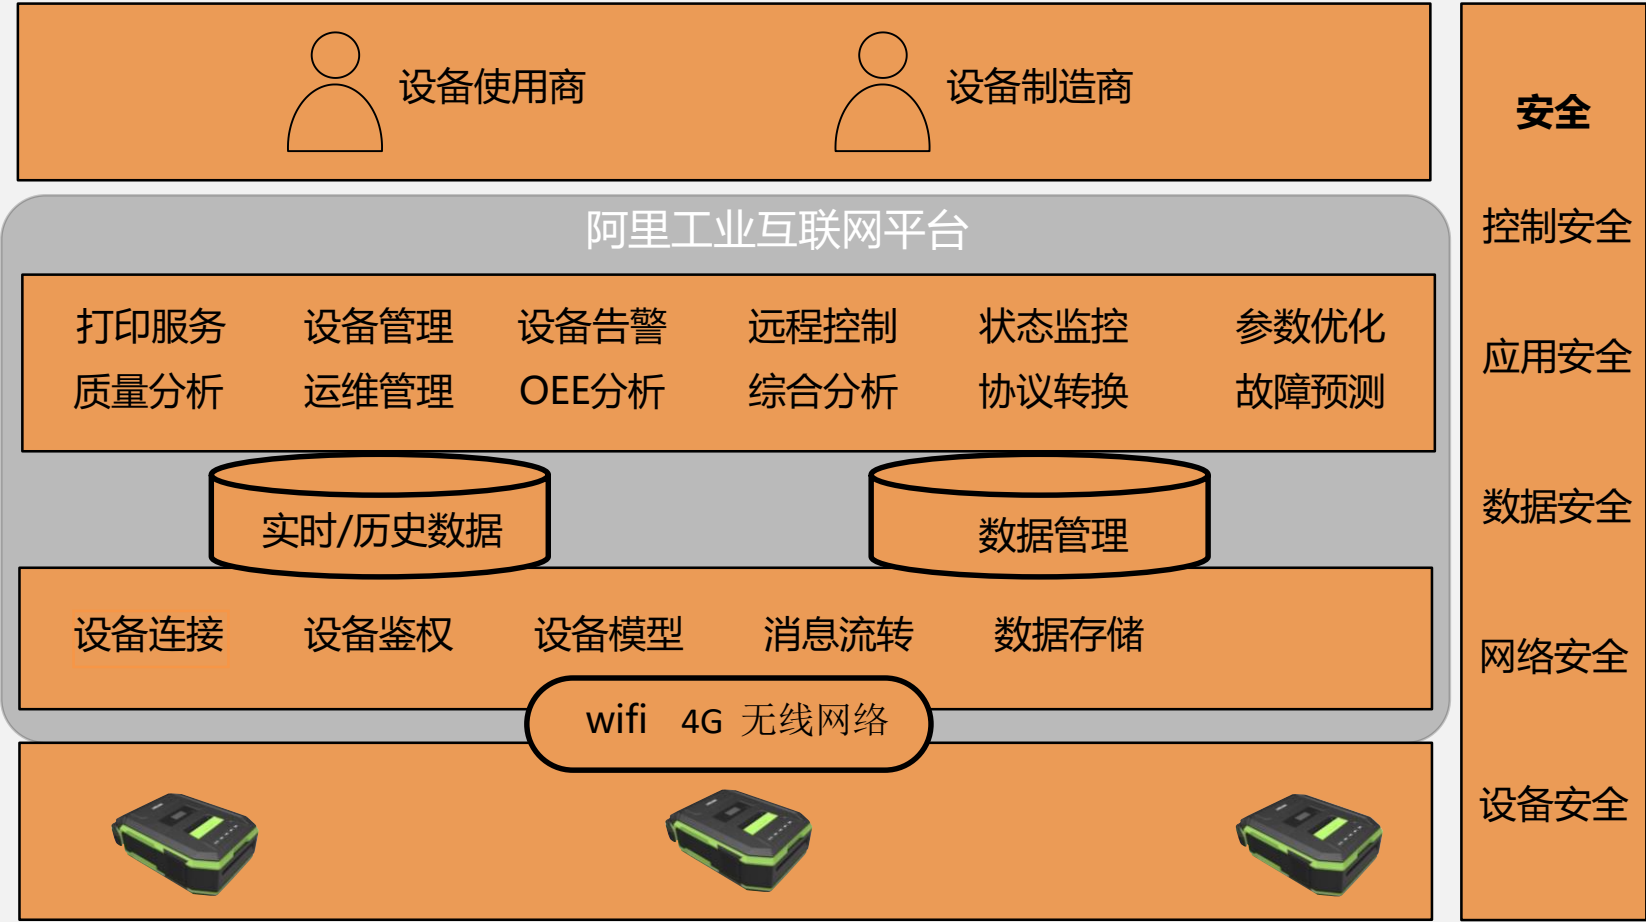 设备使用商 设备制造商
阿里工业互联网平台
打印服务 设备管理 设备告警 远程控制 状态监控 参数优化
质量分析 运维管理 OEE分析 综合分析 协议转换 故障预测
实时/历史数据 数据管理
设备连接 设备鉴权 设备模型 消息流转 数据存储
wifi 4G 无线网络
安全
控制安全
应用安全
数据安全
网络安全
设备安全